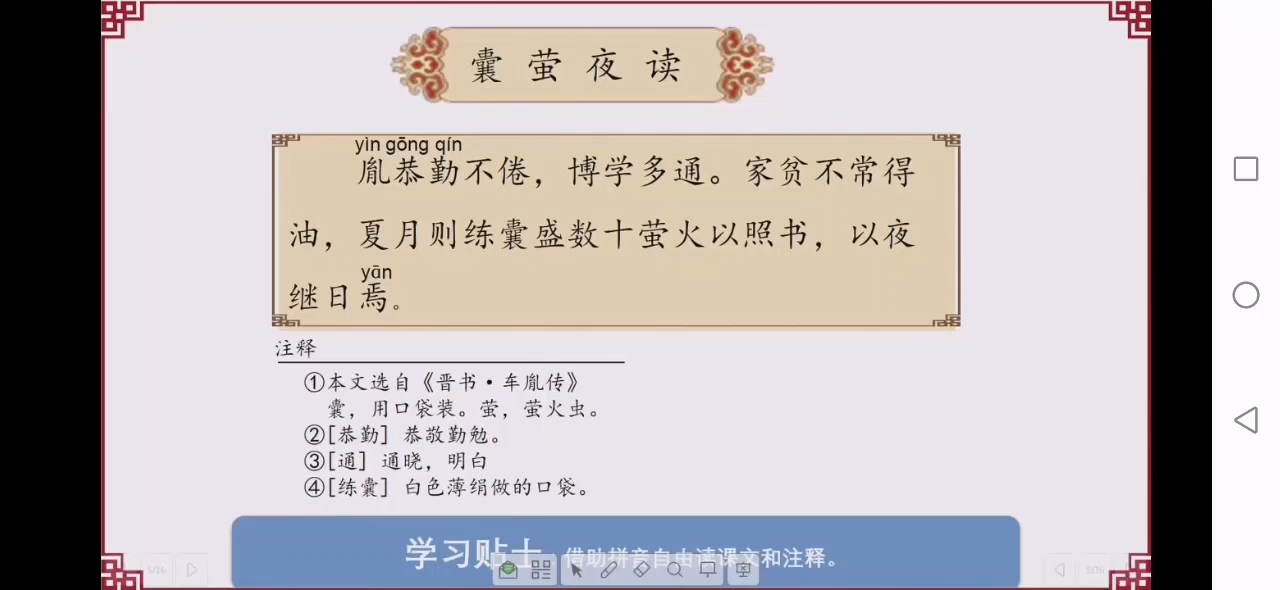 囊萤夜读
yìn gōng qín
胤恭勤不倦，博学多通。家贫不常得
油，夏月则练囊盛数十萤火以照书，以夜
yān
继日焉。
注释
①本文选自《晋书·车胤传》
囊，用口袋装。萤，萤火虫。
②[恭勤] 恭敬勤勉。
③[通] 通晓，明白
④[练囊] 白色薄绢做的口袋。
学习贴士 借助拼音自由读课文和注释。
5/16 5/16